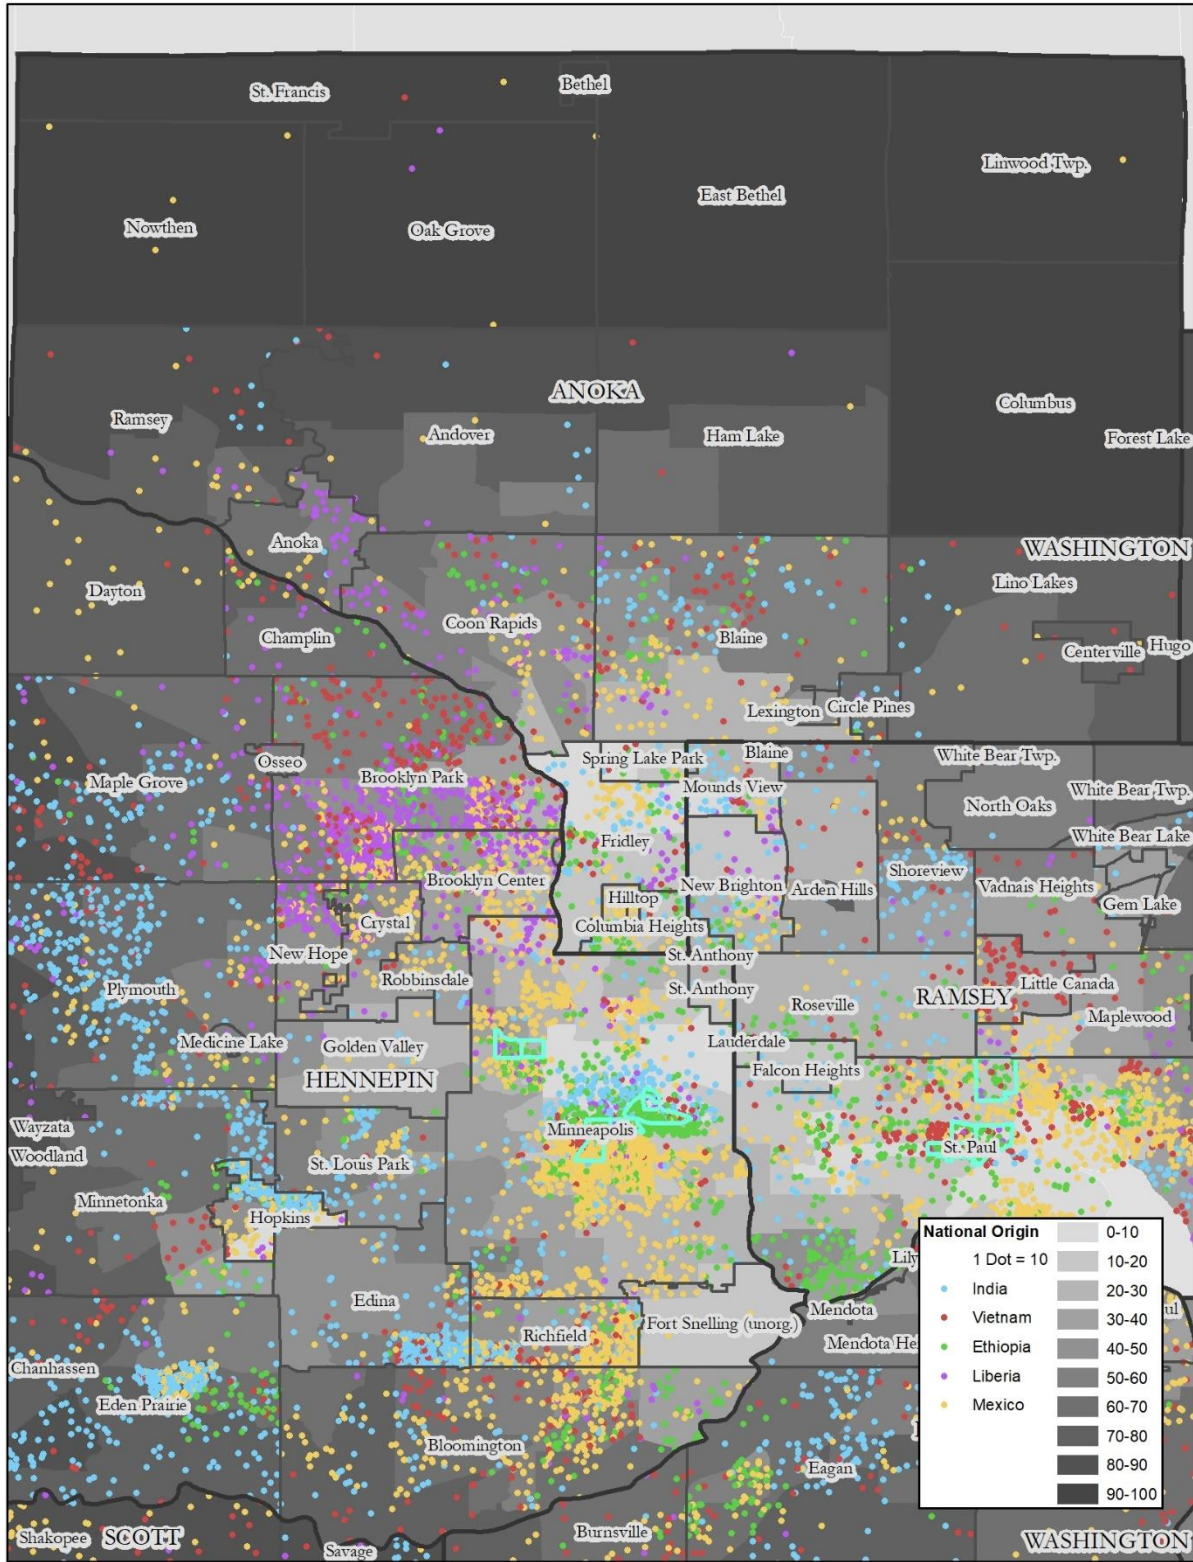 Bethel
St. Francis
Linwood Twp.
East Bethel
Nowthen
Oak Grove
ANOKA
Columbus
Ramsey
Andover
Ham Lake
Forest Lake
Anoka
WASHINGTON
Lino Lakes
Dayton
Coon Rapids
Champlin
Blaine
Centerville
Hugo
Lexington
Circle Pines
Spring Lake Park
Blaine
White Bear Twp.
Osseo
Brooklyn Park
Maple Grove
Mounds View
White Bear Twp.
North Oaks
Fridley
White Bear Lake
Brooklyn Center
New Brighton
Arden Hills
Shoreview
Vadnais Heights
Hilltop
Gem Lake
Crystal
Columbia Heights
New Hope
St. Anthony
Robbinsdale
Little Canada
Plymouth
St. Anthony
Roseville
RAMSEY
Maplewood
Medicine Lake
Golden Valley
Lauderdale
HENNEPIN
Falcon Heights
Wayzata
Minneapolis
Woodland
St. Louis Park
St. Paul
Minnetonka
Hopkins
Lily
Edina
Mendota
Richfield
Fort Snelling (unorg.)
Mendota Hei
ul
Chanhassen
Eden Prairie
Bloomington
Eagan
Shakopee
SCOTT
Savage
Burnsville
WASHINGTON
National Origin
1 Dot = 10
India
Vietnam
Ethiopia
Liberia
Mexico
0-10
10-20
20-30
30-40
40-50
50-60
60-70
70-80
80-90
90-100